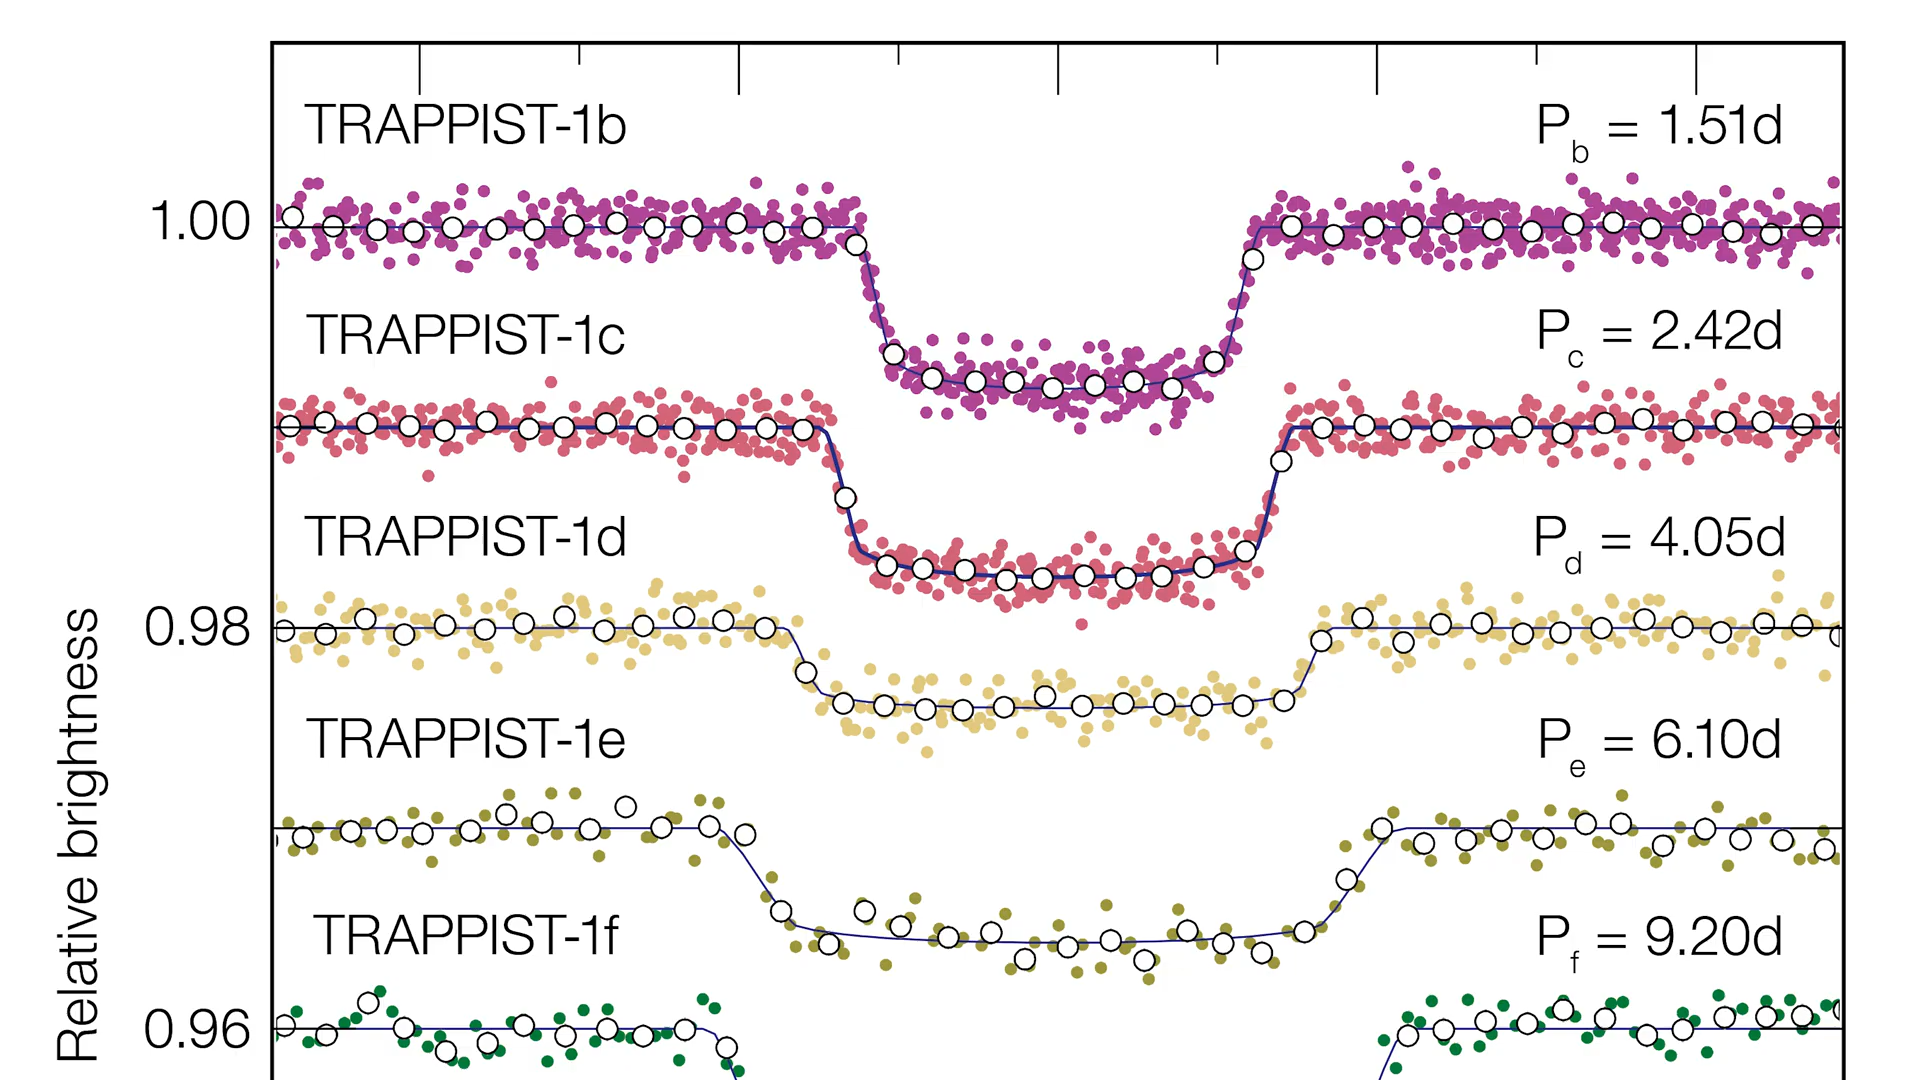 TRAPPIST-1b
P_b = 1.51d
1.00
TRAPPIST-1c
P_c = 2.42d
TRAPPIST-1d
P_d = 4.05d
0.98
TRAPPIST-1e
P_e = 6.10d
TRAPPIST-1f
P_f = 9.20d
0.96
Relative brightness